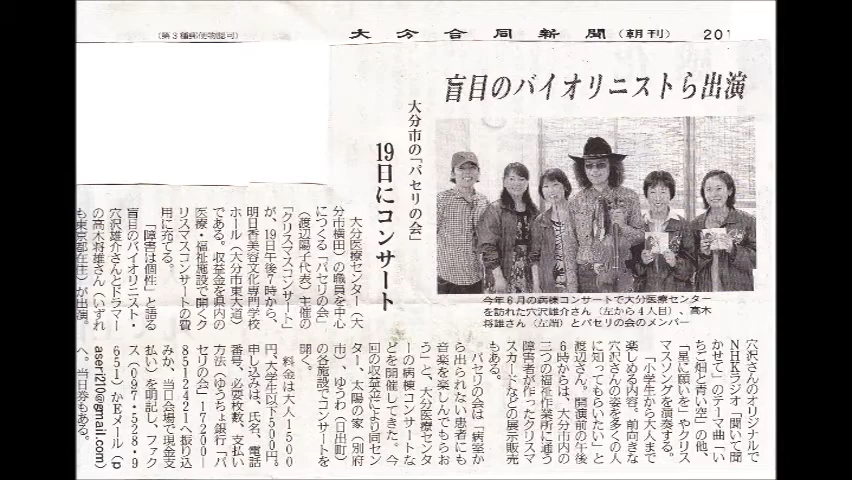 (第3種郵便物認可)
大分合同新聞
(朝刊)
201
盲目のバイオリニストら出演
大分市の「パセリの会」
19日にコンサート
今年6月の病棟コンサートで大分医療センター
を訪れた穴沢雄介さん（左から4人目）、高木
将雄さん（左端）とパセリの会のメンバー
大分医療センター（大
分市横田）の職員を中心
につくる「パセリの会」
（渡辺陽子代表）主催の
「クリスマスコンサート」
が、19日午後7時から、
明日香美容文化専門学校
ホール（大分市東大道）
である。収益金を県内の
医療・福祉施設で開くク
リスマスコンサートの費
用に充てる。
「障害は個性」と語る
盲目のバイオリニスト・
穴沢雄介さんとドラマー
の高木将雄さん（いずれ
も東京都在住）が出演。
穴沢さんのオリジナルで
NHKラジオ「聞いて聞
かせて」のテーマ曲「い
ちご畑と青い空」の他、
「星に願いを」やクリス
マスソングを演奏する。
「小学生から大人まで
楽しめる内容。前向きな
穴沢さんの姿を多くの人
に知ってもらいたい」と
渡辺さん。開演前の午後
6時からは、大分市内の
三つの福祉作業所に通う
障害者が作ったクリスマ
スカードなどの展示販売
もある。
パセリの会は「病室か
ら出られない患者にも
音楽を楽しんでもらお
う」と、大分医療センタ
ーの病棟コンサートな
どを開催してきた。今
回の収益金により同セン
ター、太陽の家（別府
市）、ゆうわ（日出町）
の各施設でコンサートを
開く。
料金は大人1500
円、大学生以下500円。
申し込みは、氏名、電話
番号、必要枚数、支払い
方法（ゆうちょ銀行「パ
セリの会」17200―
8512421へ振り込
みか、当日会場で現金支
払い）を明記し、ファク
ス（097・528・9
651）かEメール（p
aseri210@gmail.com）
へ。当日券もある。